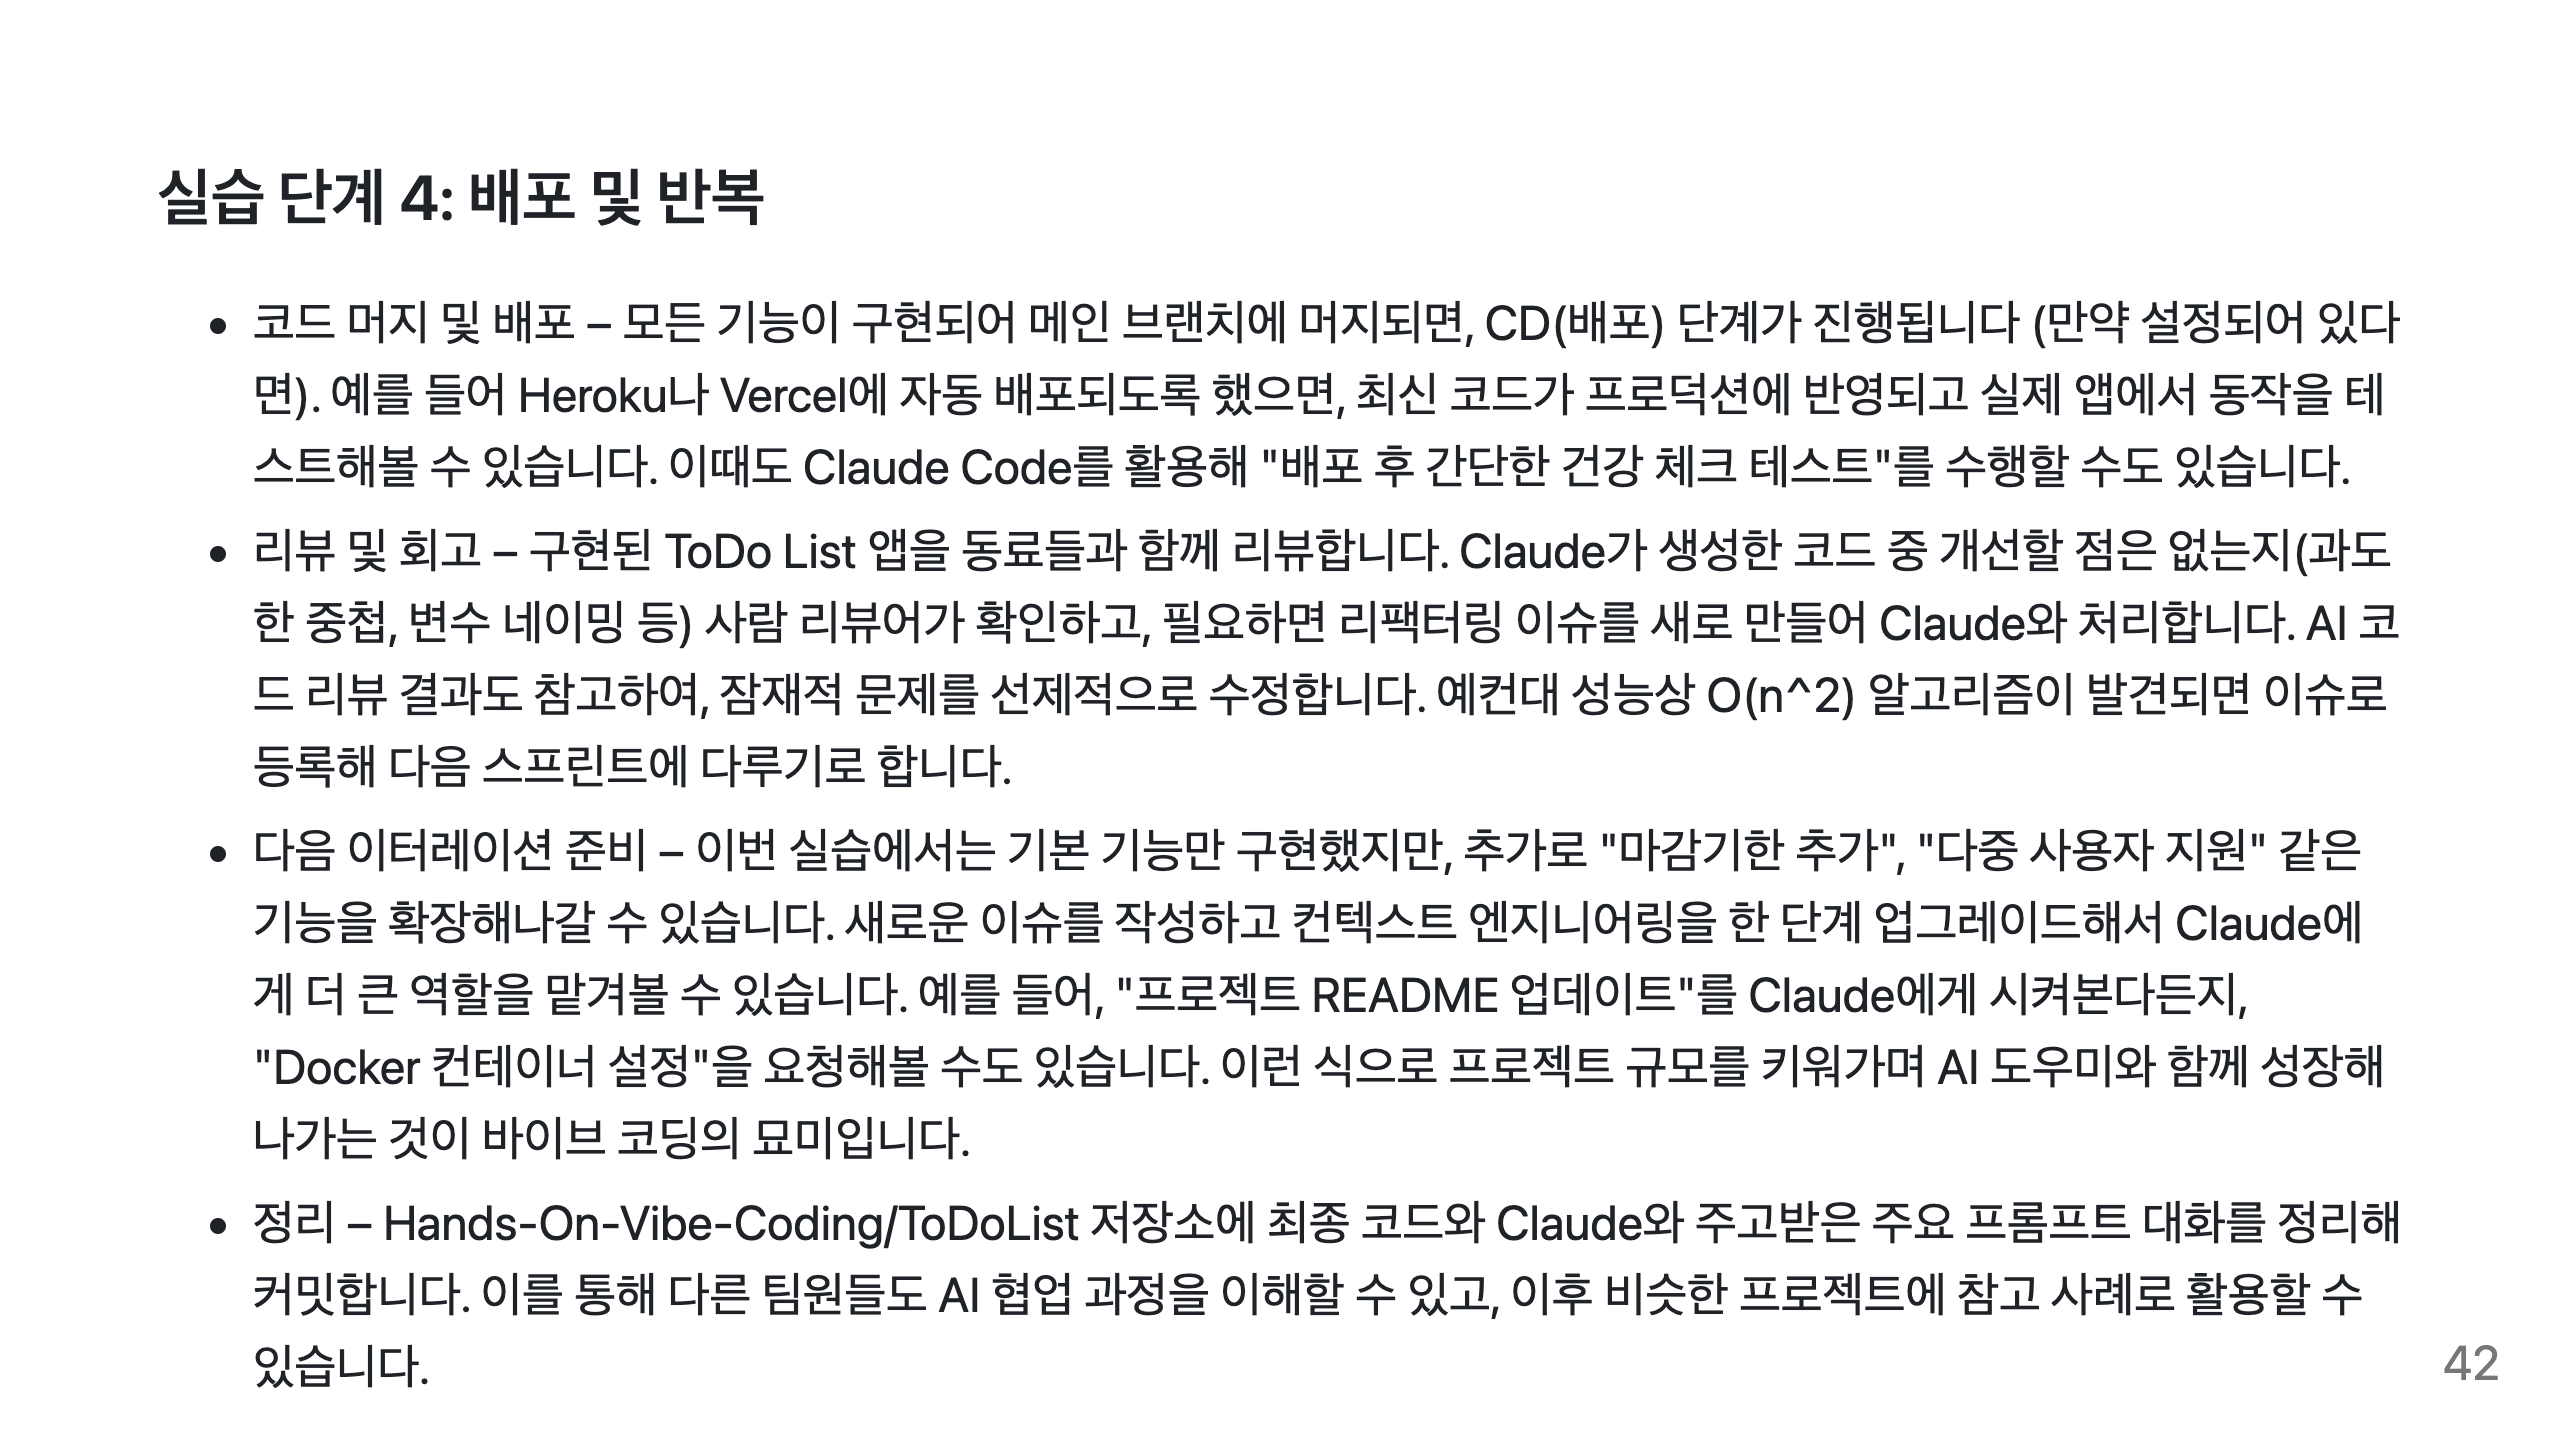 실습 단계 4: 배포 및 반복
• 코드 머지 및 배포 – 모든 기능이 구현되어 메인 브랜치에 머지되면, CD(배포) 단계가 진행됩니다 (만약 설정되어 있다
면). 예를 들어 Heroku나 Vercel에 자동 배포되도록 했으면, 최신 코드가 프로덕션에 반영되고 실제 앱에서 동작을 테
스트해볼 수 있습니다. 이때도 Claude Code를 활용해 "배포 후 간단한 건강 체크 테스트"를 수행할 수도 있습니다.
• 리뷰 및 회고 – 구현된 ToDo List 앱을 동료들과 함께 리뷰합니다. Claude가 생성한 코드 중 개선할 점은 없는지(과도
한 중첩, 변수 네이밍 등) 사람 리뷰어가 확인하고, 필요하면 리팩터링 이슈를 새로 만들어 Claude와 처리합니다. AI 코
드 리뷰 결과도 참고하여, 잠재적 문제를 선제적으로 수정합니다. 예컨대 성능상 O(n^2) 알고리즘이 발견되면 이슈로
등록해 다음 스프린트에 다루기로 합니다.
• 다음 이터레이션 준비 – 이번 실습에서는 기본 기능만 구현했지만, 추가로 "마감기한 추가", "다중 사용자 지원" 같은
기능을 확장해나갈 수 있습니다. 새로운 이슈를 작성하고 컨텍스트 엔지니어링을 한 단계 업그레이드해서 Claude에
게 더 큰 역할을 맡겨볼 수 있습니다. 예를 들어, "프로젝트 README 업데이트"를 Claude에게 시켜본다든지,
"Docker 컨테이너 설정"을 요청해볼 수도 있습니다. 이런 식으로 프로젝트 규모를 키워가며 AI 도우미와 함께 성장해
나가는 것이 바이브 코딩의 묘미입니다.
• 정리 – Hands-On-Vibe-Coding/ToDoList 저장소에 최종 코드와 Claude와 주고받은 주요 프롬프트 대화를 정리해
커밋합니다. 이를 통해 다른 팀원들도 AI 협업 과정을 이해할 수 있고, 이후 비슷한 프로젝트에 참고 사례로 활용할 수
있습니다.
42